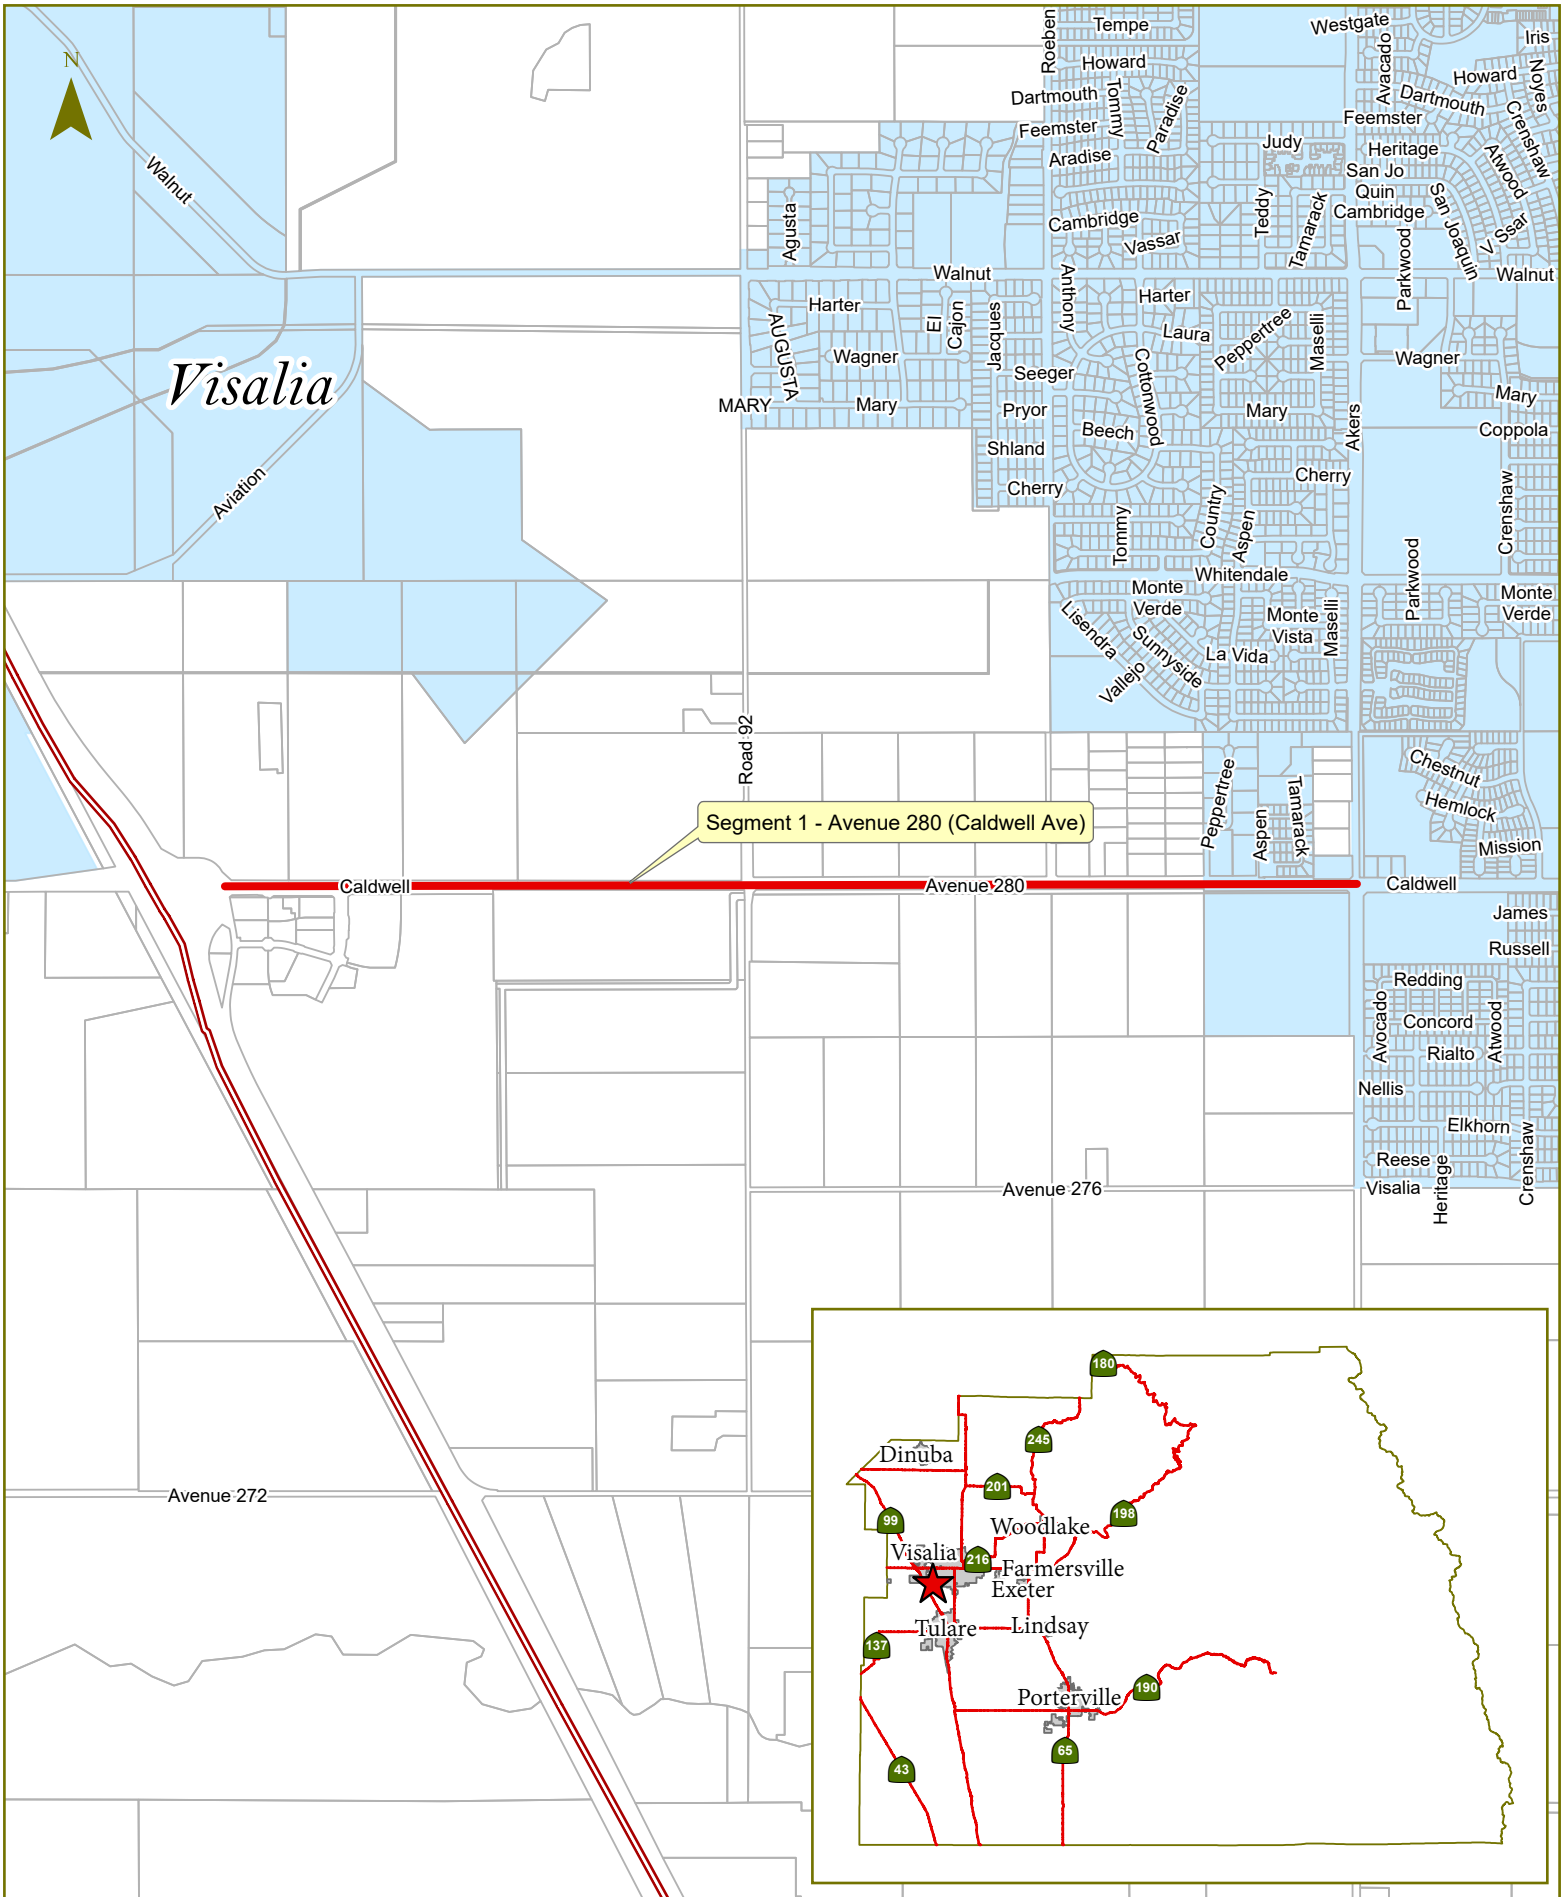 N
Walnut
Visalia
Aviation
Tempe
Roeben
Howard
Dartmouth
Tommy
Paradise
Feemster
Aradise
Agusta
Cambridge
Vassar
Westgate
Iris
Avacado
Howard
Noyes
Dartmouth
Crenshaw
Feemster
Judy
Heritage
Atwood
San Jo
Quin
San Joaquin
Cambridge
Teddy
Tamarack
V Ssar
Parkwood
Walnut
Walnut
Harter
El
Cajon
Jacques
Anthony
Harter
Laura
Peppertree
Maselli
AUGUSTA
Wagner
Seeger
Cottonwood
Wagner
MARY
Mary
Pryor
Mary
Mary
Beech
Akers
Coppola
Shland
Cherry
Cherry
Country
Aspen
Tommy
Crenshaw
Whitendale
Parkwood
Monte
Verde
Monte
Verde
Lisendra
Sunnyside
Monte
Vista
Maselli
La Vida
Vallejo
Road 92
Peppertree
Aspen
Tamarack
Chestnut
Hemlock
Mission
Segment 1 - Avenue 280 (Caldwell Ave)
Caldwell
Avenue 280
Caldwell
James
Russell
Redding
Avocado
Concord
Atwood
Rialto
Nellis
Elkhorn
Crenshaw
Reese
Heritage
Visalia
Avenue 276
Avenue 272
180
245
Dinuba
201
198
99
Woodlake
Visalia
216
Farmersville
Exeter
Tulare
Lindsay
137
Porterville
190
65
43